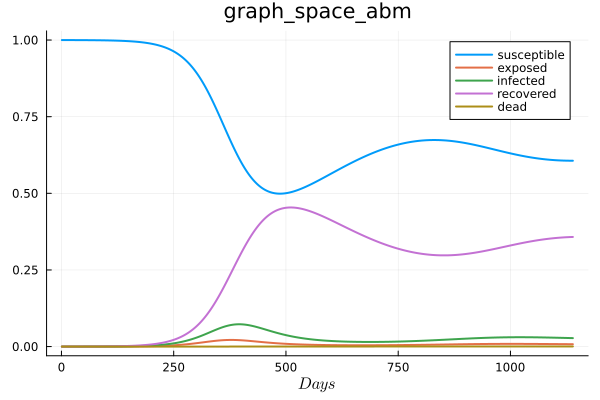 graph_space_abm
1.00
0.75
0.50
0.25
0.00
susceptible
exposed
infected
recovered
dead
0 250 500 750 1000
Days